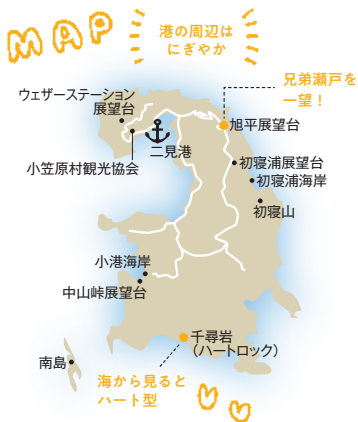 MAP
港の周辺は
にぎやか
兄弟瀬戸を
一望！
ウェザーステーション
展望台
旭平展望台
二見港
小笠原村観光協会
初寝浦展望台
初寝浦海岸
初寝山
小港海岸
中山峠展望台
千尋岩
（ハートロック）
南島
海から見ると
ハート型